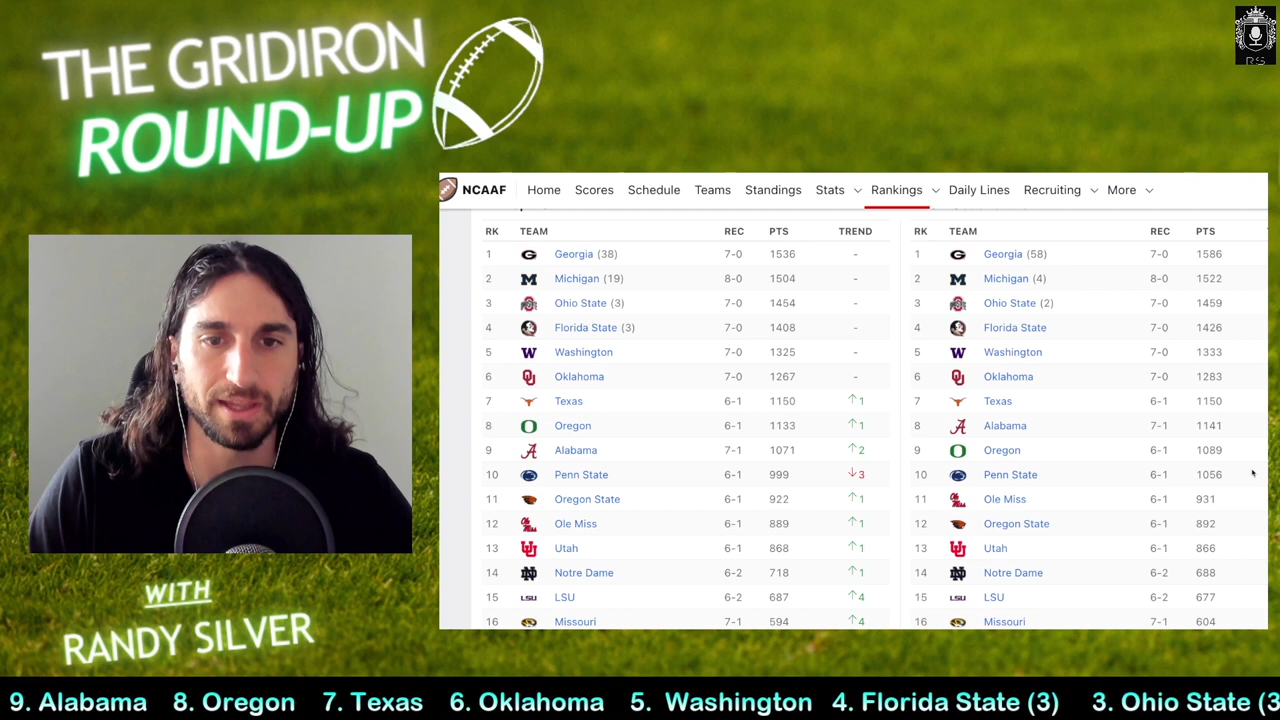 THE GRIDIRON
ROUND-UP
RS
NCAAF Home Scores Schedule Teams Standings Stats Rankings Daily Lines Recruiting More
RK TEAM REC PTS TREND RK TEAM REC PTS
1 G Georgia (38) 7-0 1536 - 1 G Georgia (58) 7-0 1586
2 M Michigan (19) 8-0 1504 - 2 M Michigan (4) 8-0 1522
3 Ohio State (3) 7-0 1454 - 3 Ohio State (2) 7-0 1459
4 Florida State (3) 7-0 1408 - 4 Florida State 7-0 1426
5 W Washington 7-0 1325 - 5 W Washington 7-0 1333
6 OU Oklahoma 7-0 1267 - 6 OU Oklahoma 7-0 1283
7 Texas 6-1 1150 ↑1 7 Texas 6-1 1150
8 O Oregon 6-1 1133 ↑1 8 A Alabama 7-1 1141
9 A Alabama 7-1 1071 ↑2 9 O Oregon 6-1 1089
10 Penn State 6-1 999 ↓3 10 Penn State 6-1 1056
11 Oregon State 6-1 922 ↑1 11 Ole Miss Ole Miss 6-1 931
12 Ole Miss Ole Miss 6-1 889 ↑1 12 Oregon State 6-1 892
13 U Utah 6-1 868 ↑1 13 U Utah 6-1 866
14 ND Notre Dame 6-2 718 ↑1 14 ND Notre Dame 6-2 688
15 LSU LSU 6-2 687 ↑4 15 LSU LSU 6-2 677
16 Missouri 7-1 594 ↑4 16 Missouri 7-1 604
WITH
RANDY SILVER
9. Alabama 8. Oregon 7. Texas 6. Oklahoma 5. Washington 4. Florida State (3) 3. Ohio State (3